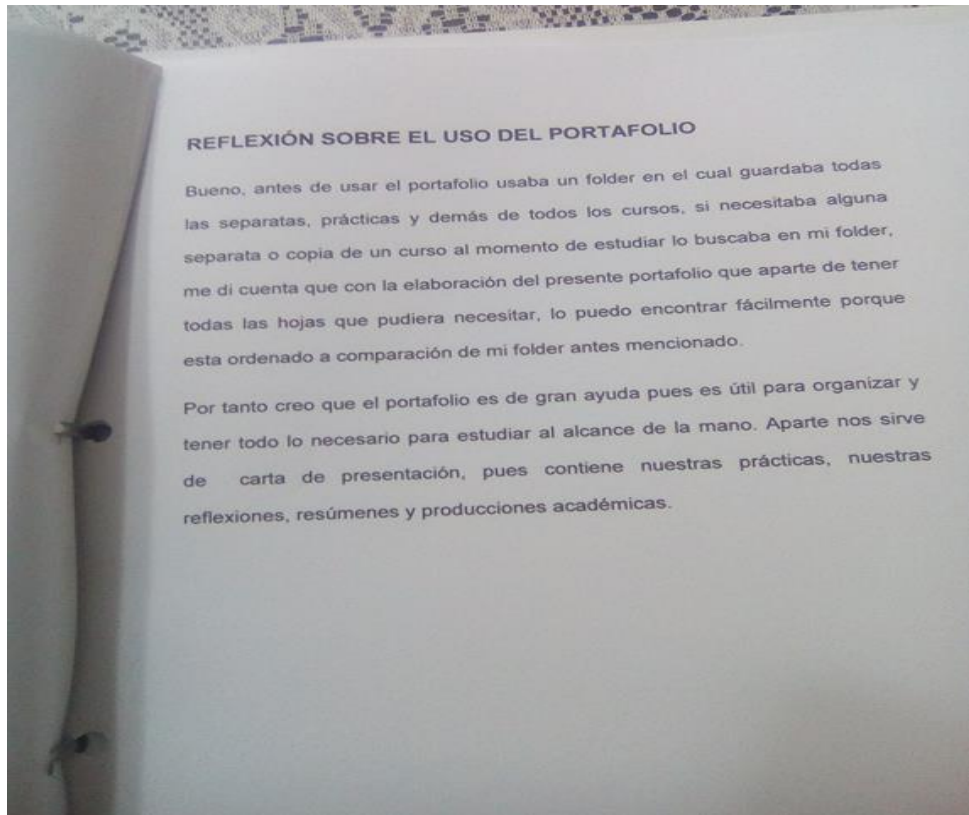 REFLEXIÓN SOBRE EL USO DEL PORTAFOLIO
Bueno, antes de usar el portafolio usaba un folder en el cual guardaba todas
las separatas, prácticas y demás de todos los cursos, si necesitaba alguna
separata o copia de un curso al momento de estudiar lo buscaba en mi folder,
me di cuenta que con la elaboración del presente portafolio que aparte de tener
todas las hojas que pudiera necesitar, lo puedo encontrar fácilmente porque
esta ordenado a comparación de mi folder antes mencionado.
Por tanto creo que el portafolio es de gran ayuda pues es útil para organizar y
tener todo lo necesario para estudiar al alcance de la mano. Aparte nos sirve
de carta de presentación, pues contiene nuestras prácticas, nuestras
reflexiones, resúmenes y producciones académicas.